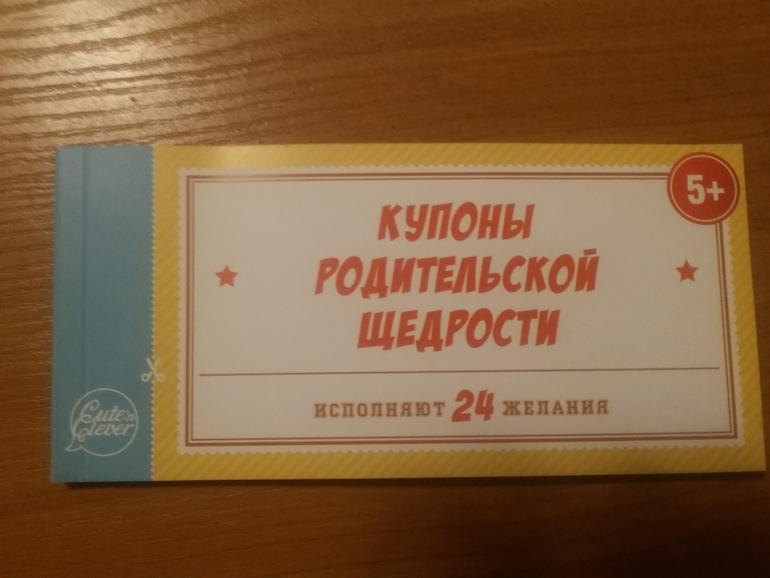 5+
КУПОНЫ
РОДИТЕЛЬСКОЙ
ЩЕДРОСТИ
ИСПОЛНЯЮТ 24 ЖЕЛАНИЯ
Cute'n
Clever